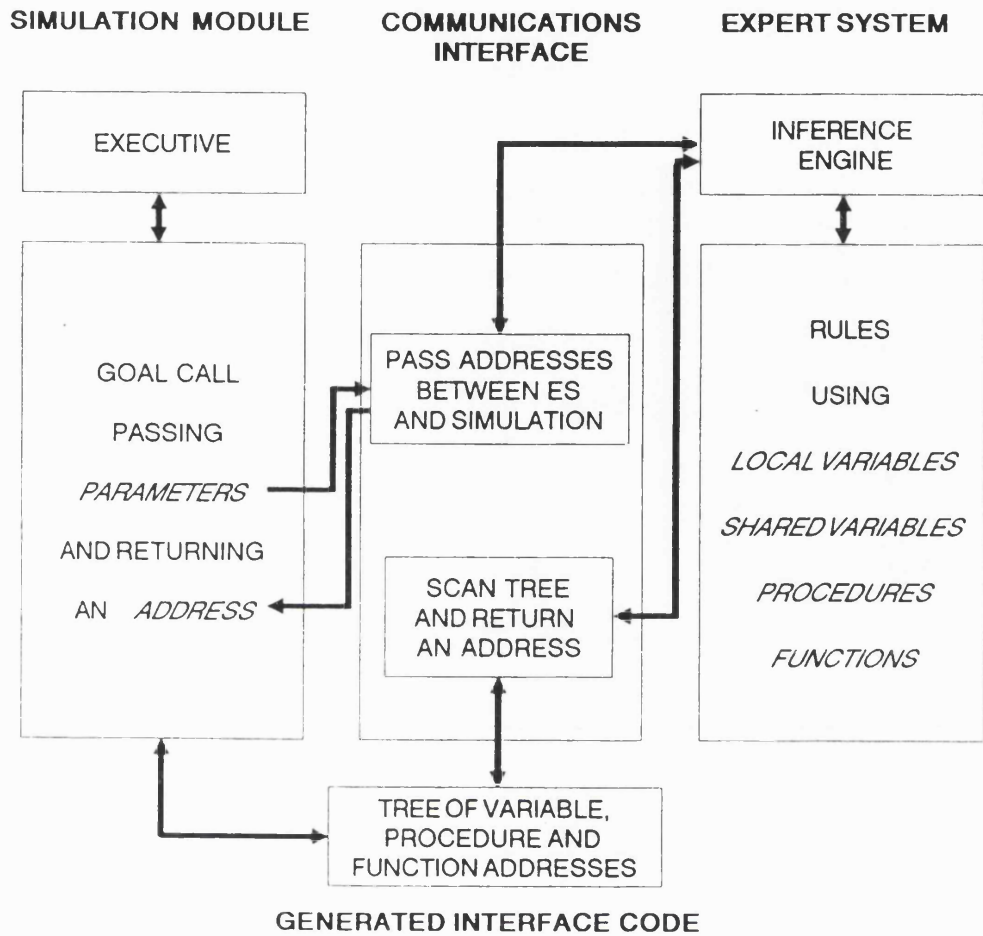 SIMULATION MODULE
COMMUNICATIONS
INTERFACE
EXPERT SYSTEM
EXECUTIVE
INFERENCE
ENGINE
GOAL CALL
PASSING
PARAMETERS
AND RETURNING
AN ADDRESS
PASS ADDRESSES
BETWEEN ES
AND SIMULATION
SCAN TREE
AND RETURN
AN ADDRESS
RULES
USING
LOCAL VARIABLES
SHARED VARIABLES
PROCEDURES
FUNCTIONS
TREE OF VARIABLE,
PROCEDURE AND
FUNCTION ADDRESSES
GENERATED INTERFACE CODE